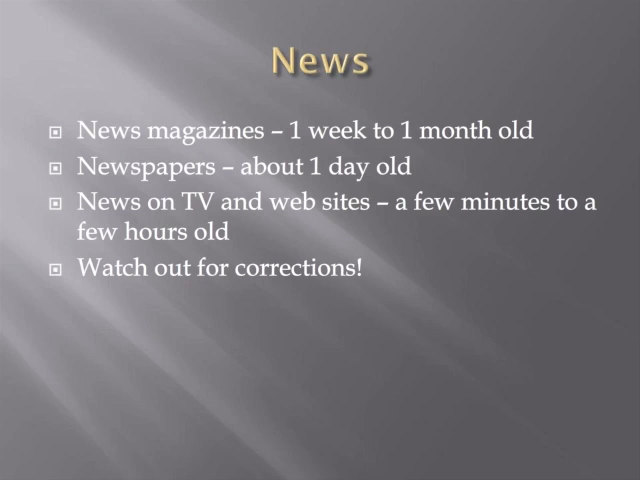 News
News magazines – 1 week to 1 month old
Newspapers – about 1 day old
News on TV and web sites – a few minutes to a
few hours old
Watch out for corrections!